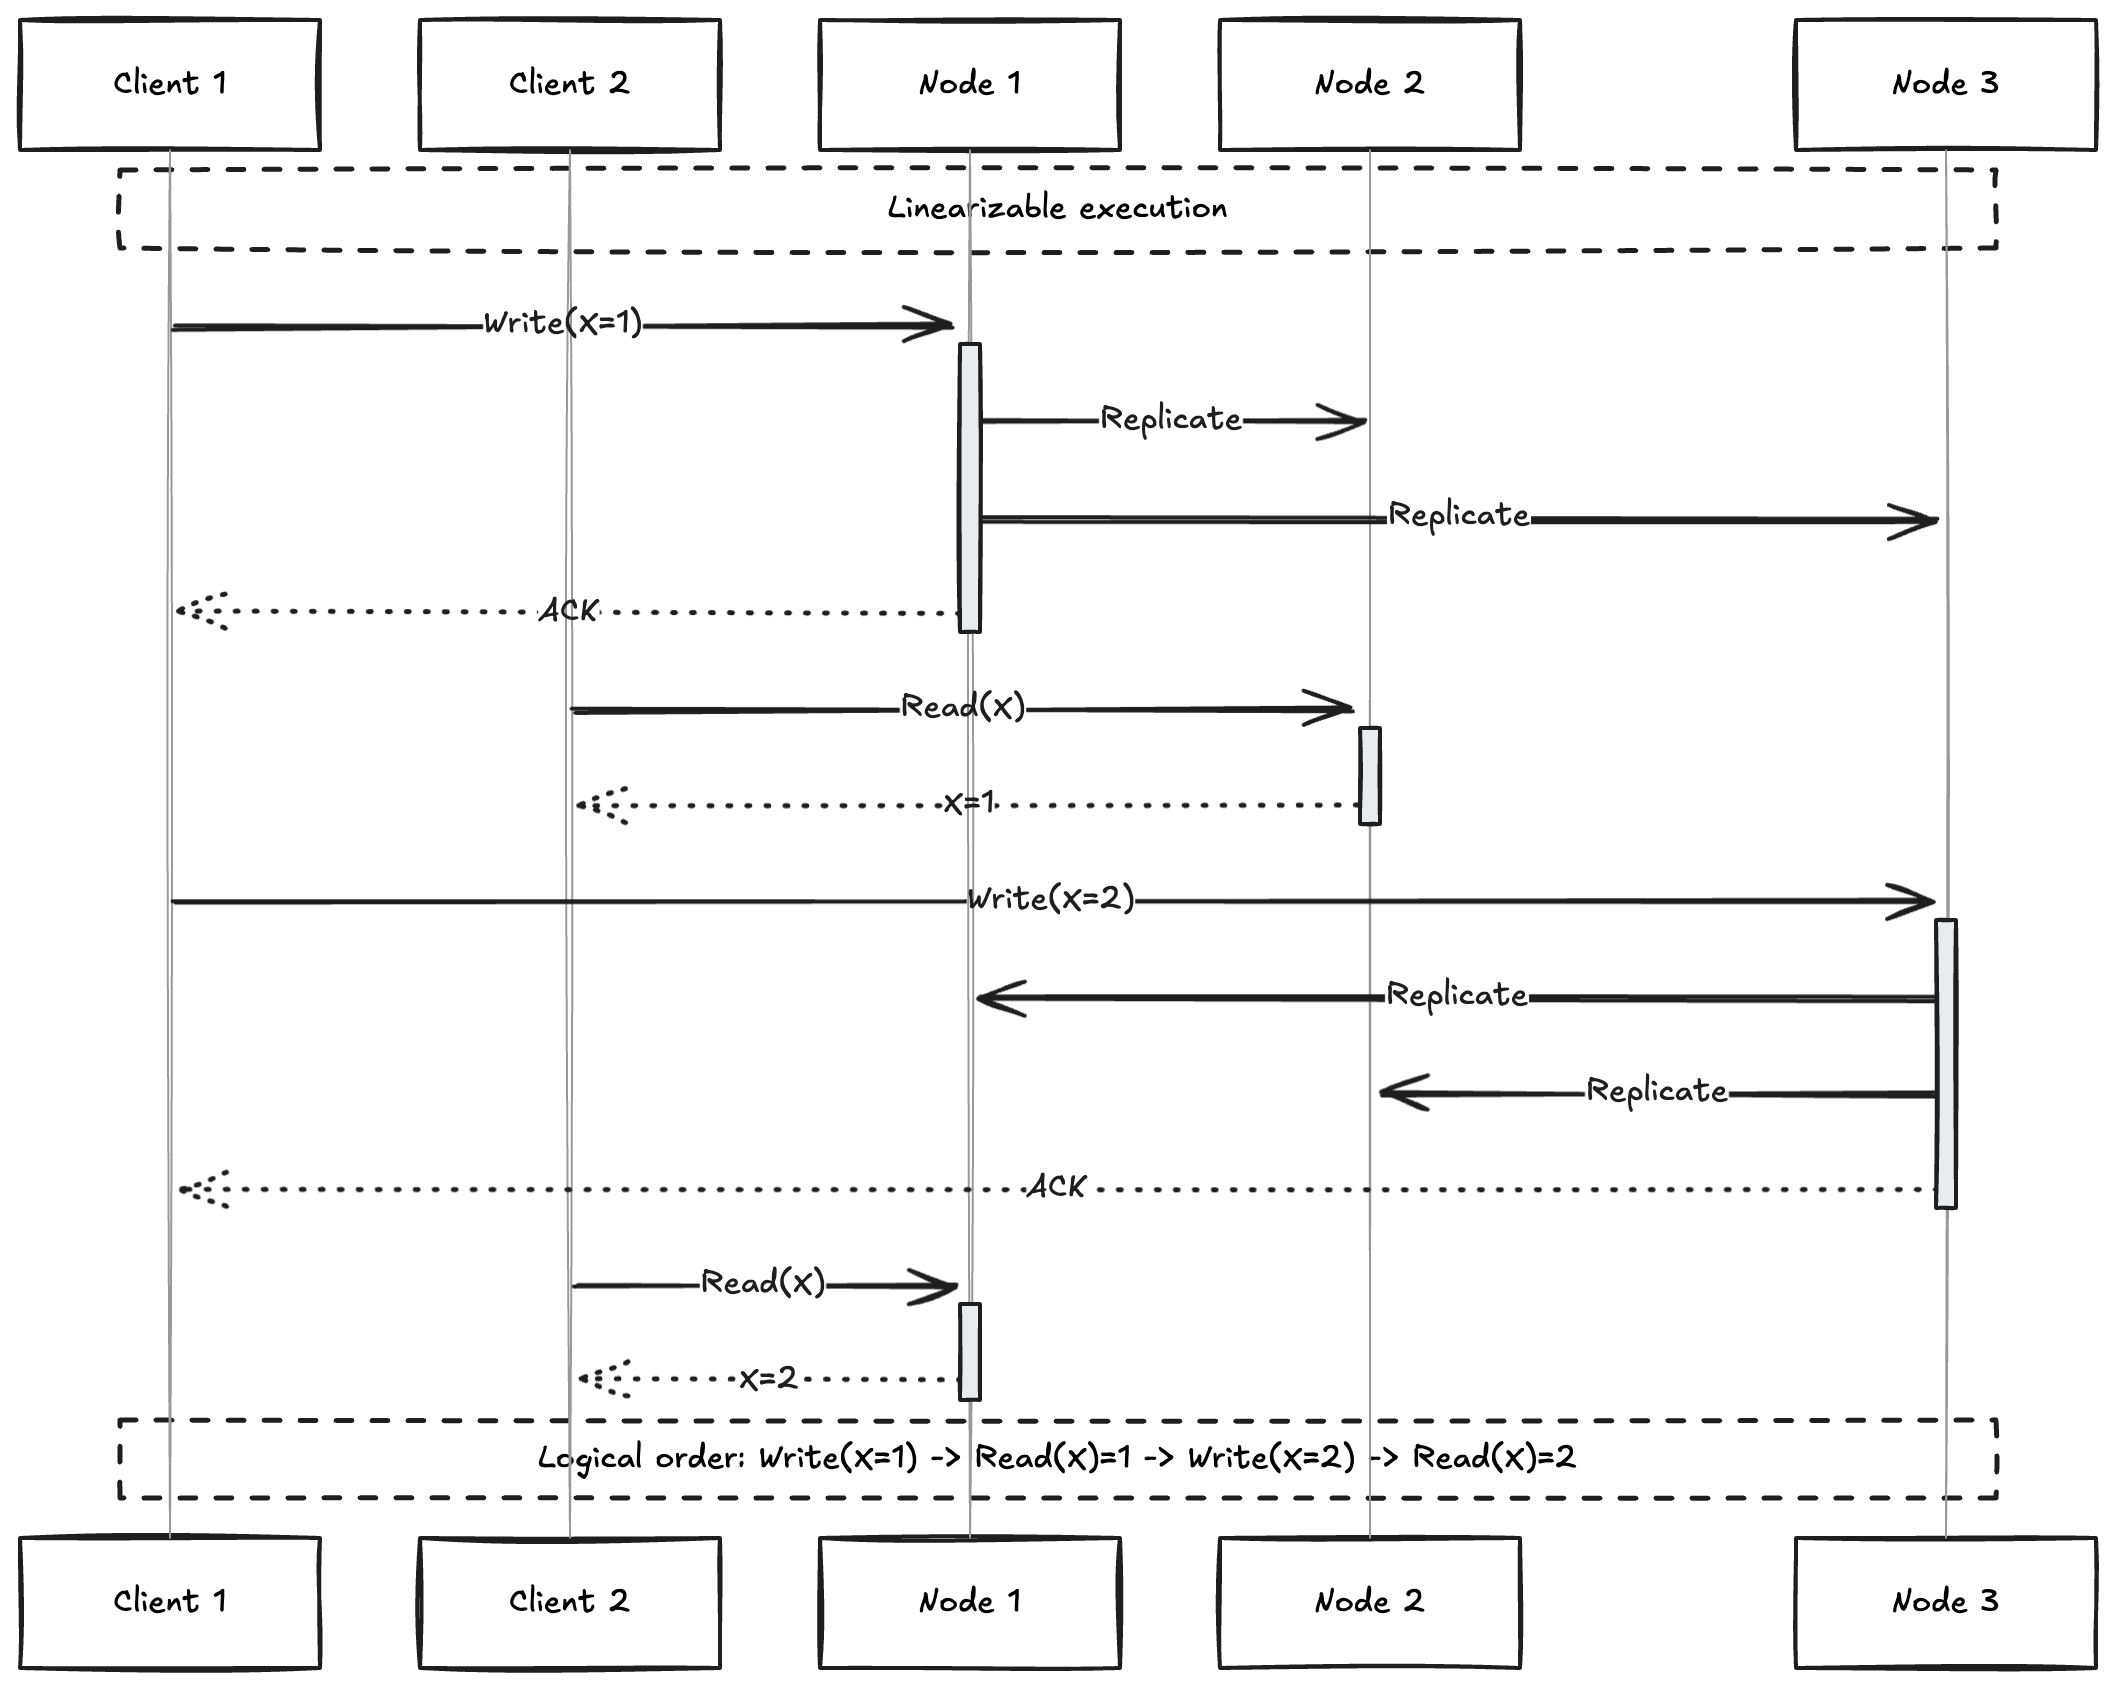 Client 1
Client 2
Node 1
Node 2
Node 3
Linearizable execution
Write(x=1)
Replicate
Replicate
ACK
Read(x)
x=1
Write(x=2)
Replicate
Replicate
ACK
Read(x)
x=2
Logical order: Write(x=1) -> Read(x)=1 -> Write(x=2) -> Read(x)=2
Client 1
Client 2
Node 1
Node 2
Node 3